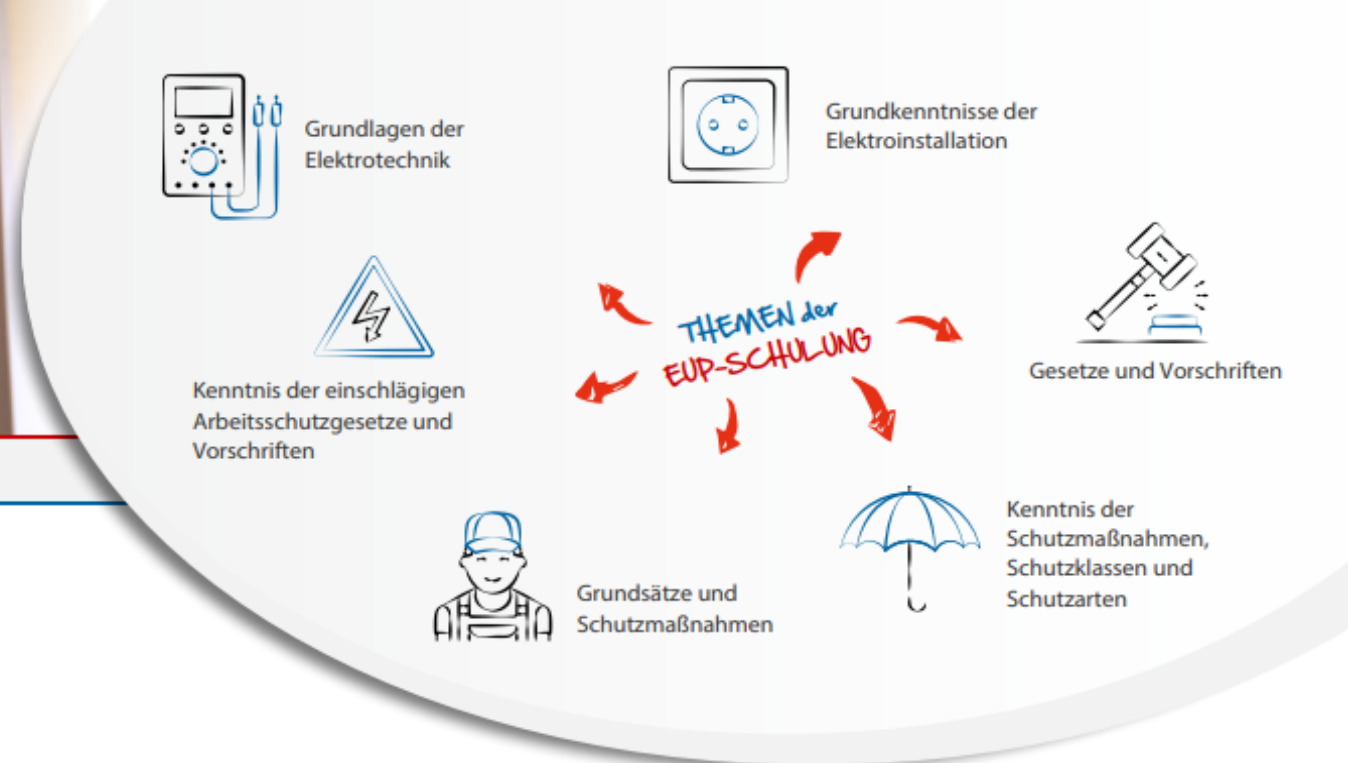 Grundlagen der
Elektrotechnik
Grundkenntnisse der
Elektroinstallation
THEMEN der
EUP-SCHULUNG
Gesetze und Vorschriften
Kenntnis der einschlägigen
Arbeitsschutzgesetze und
Vorschriften
Kenntnis der
Schutzmaßnahmen,
Schutzklassen und
Schutzarten
Grundsätze und
Schutzmaßnahmen